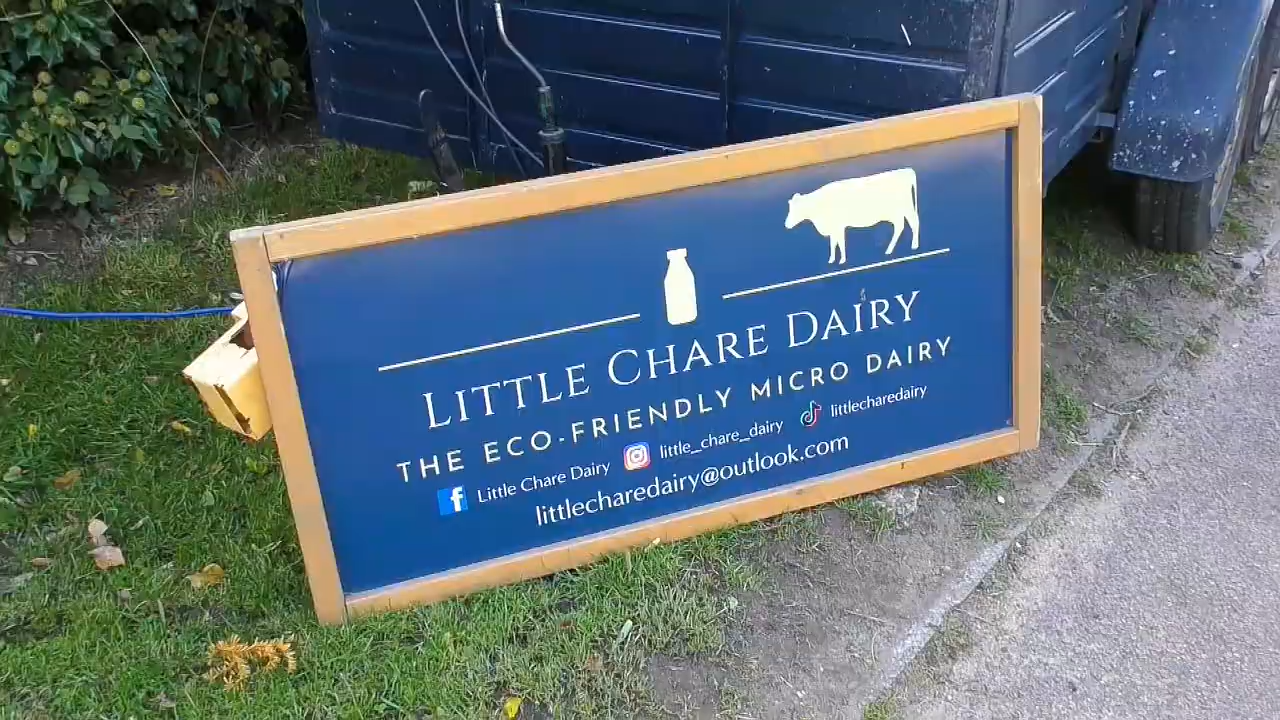 LITTLE CHARE DAIRY
THE ECO-FRIENDLY MICRO DAIRY
f Little Chare Dairy little_chare_dairy littlecharedairy
littlecharedairy@outlook.com